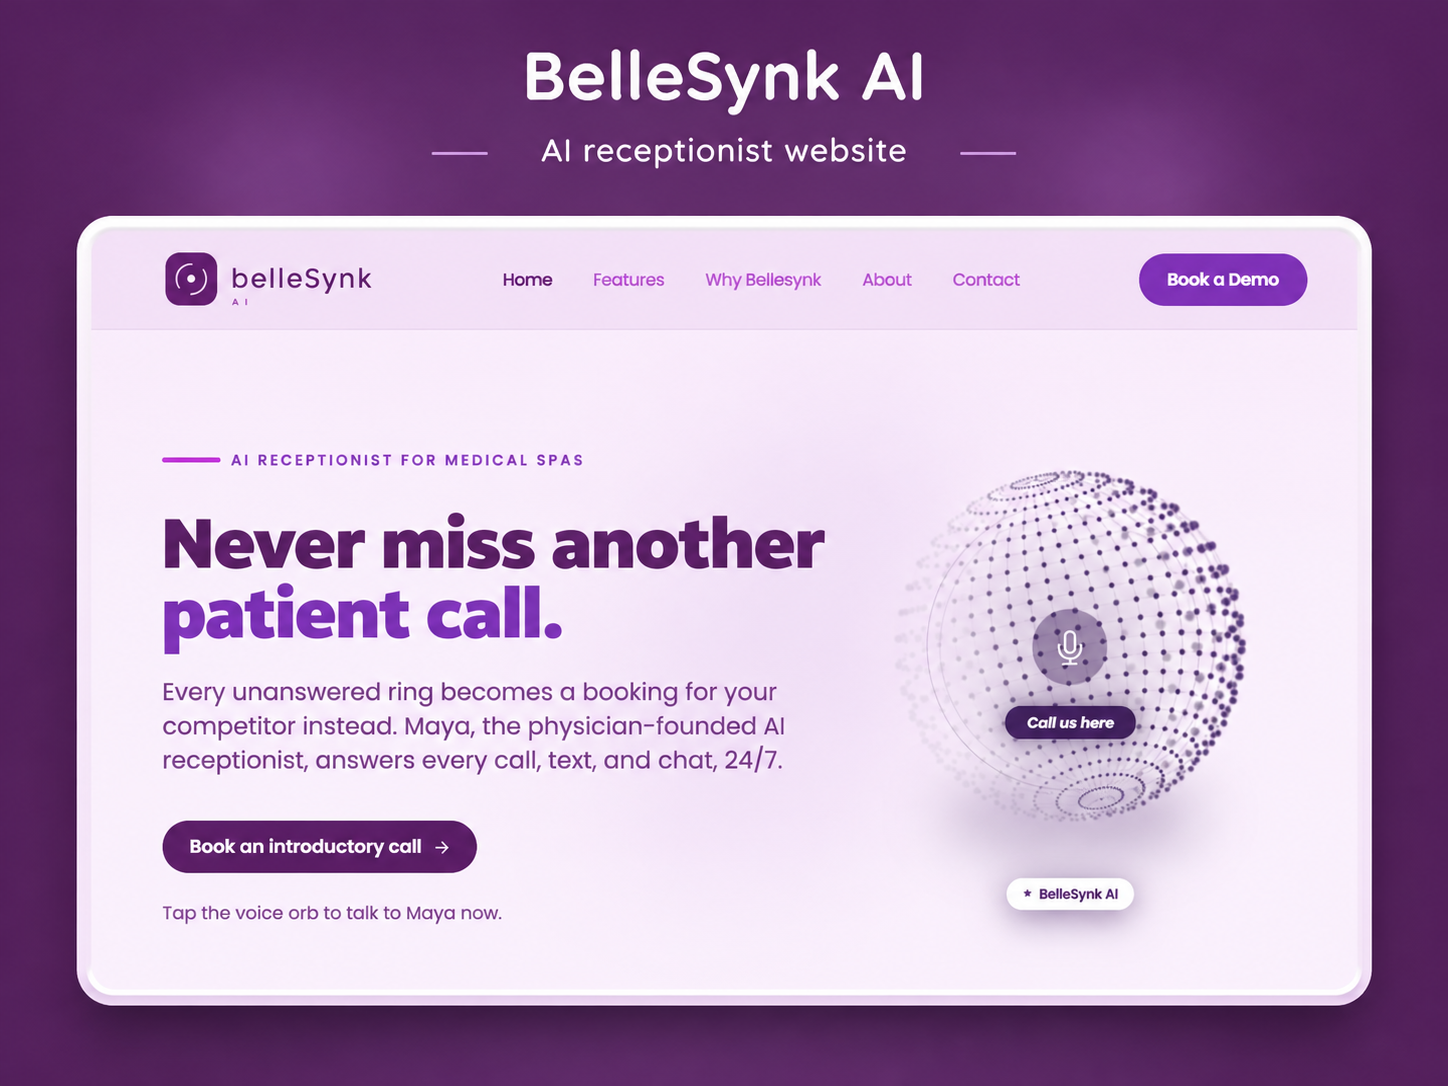 BelleSynk AI
AI receptionist website
belleSynk
AI
Home
Features
Why Bellesynk
About
Contact
Book a Demo
AI RECEPTIONIST FOR MEDICAL SPAS
Never miss another
patient call.
Every unanswered ring becomes a booking for your
competitor instead. Maya, the physician-founded AI
receptionist, answers every call, text, and chat, 24/7.
Book an introductory call →
Tap the voice orb to talk to Maya now.
Call us here
BelleSynk AI